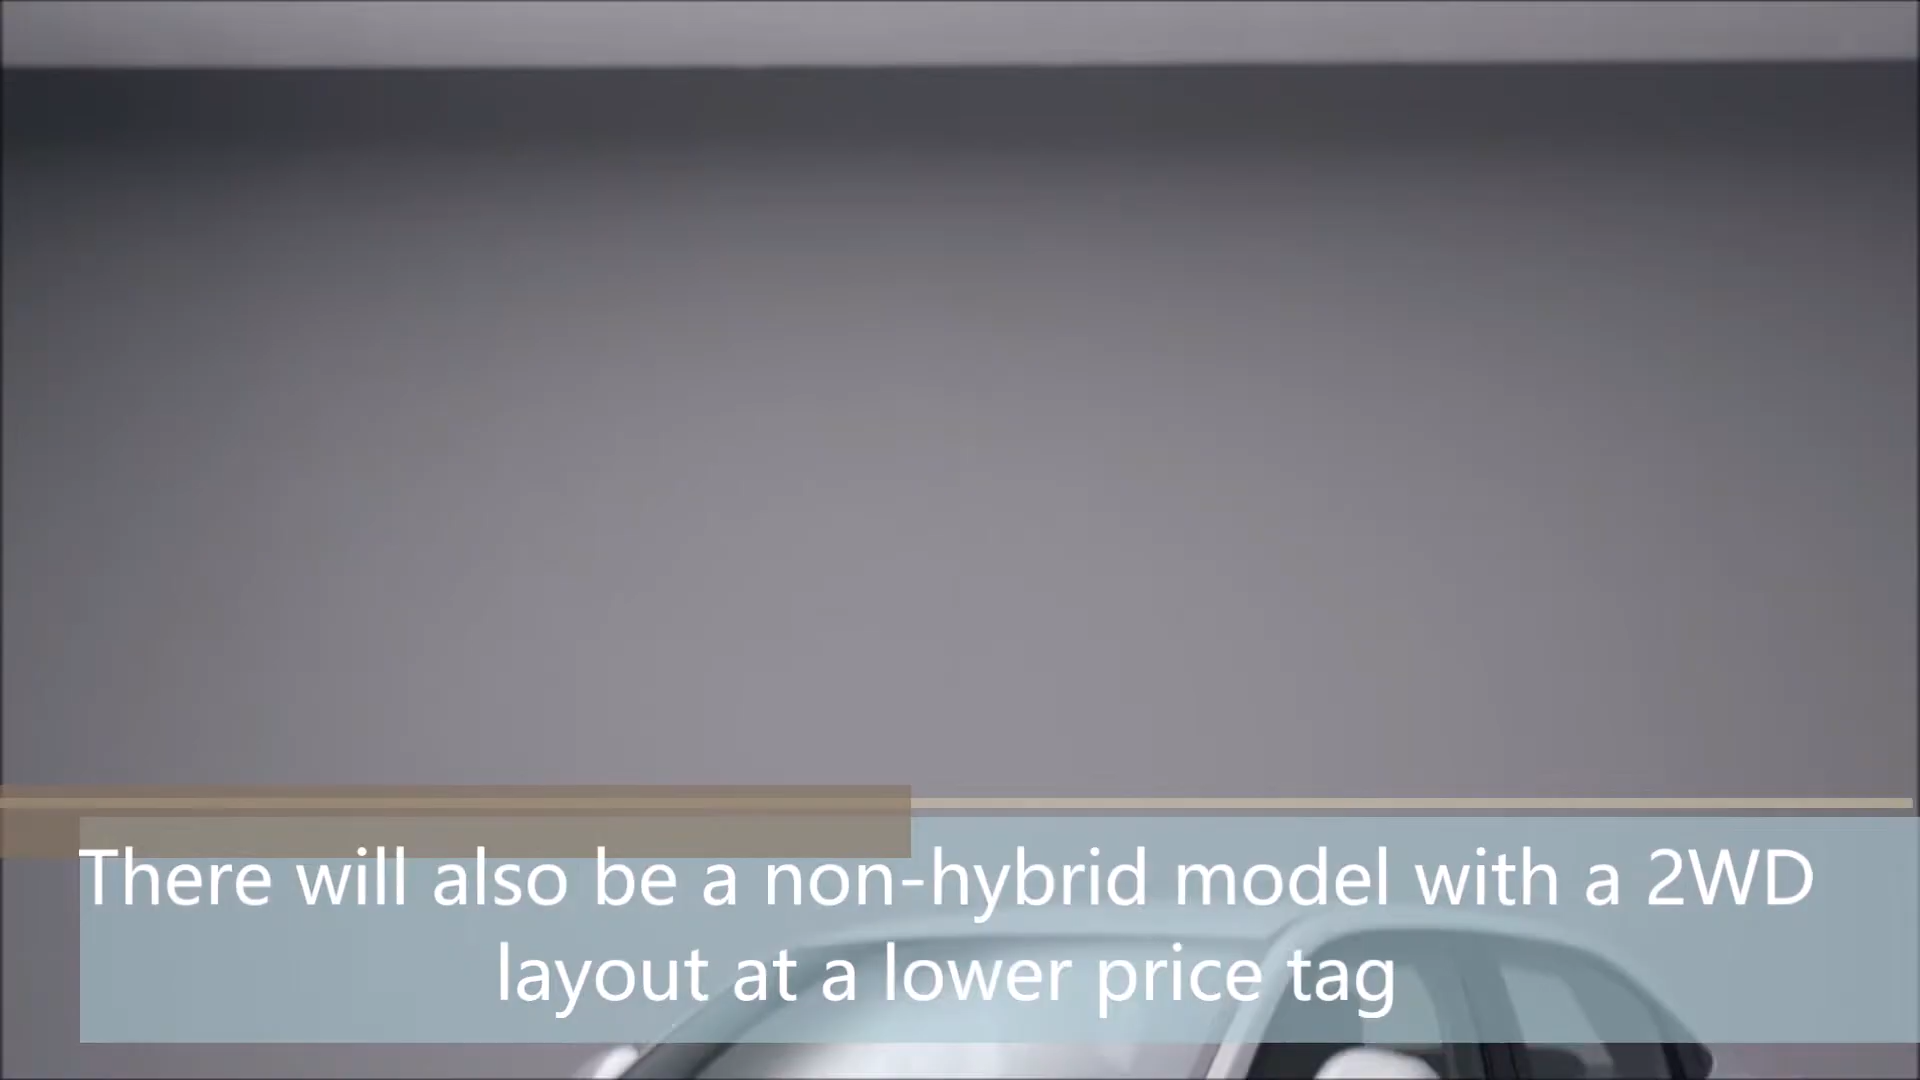 There will also be a non-hybrid model with a 2WD
layout at a lower price tag